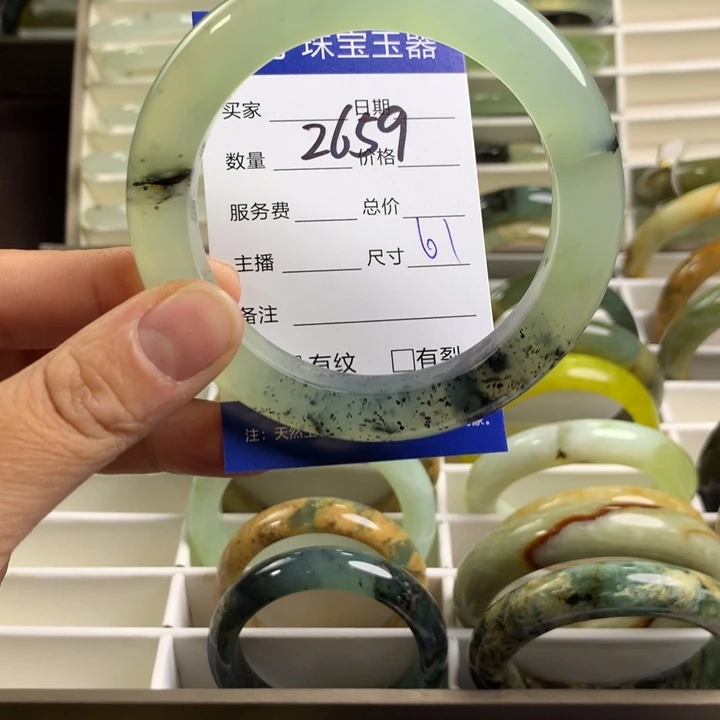 珠宝玉器
买家 日期
2659
数量 价格
服务费 总价
主播 尺寸 61
备注
有纹 □有裂
注：天然